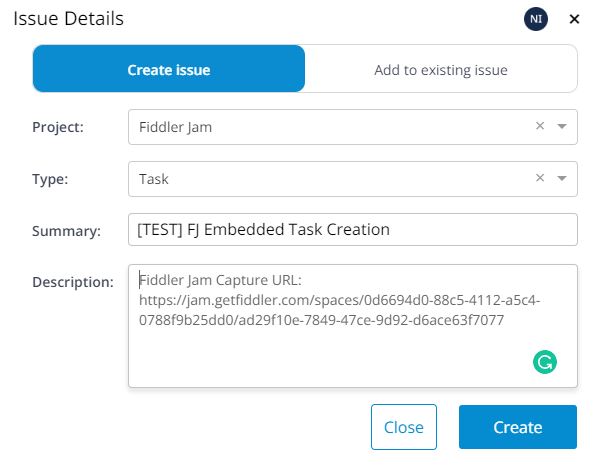 Issue Details
NI
Create issue
Add to existing issue
Project:
Fiddler Jam
Type:
Task
Summary:
[TEST] FJ Embedded Task Creation
Description:
Fiddler Jam Capture URL:
https://jam.getfiddler.com/spaces/0d6694d0-88c5-4112-a5c4-
0788f9b25dd0/ad29f10e-7849-47ce-9d92-d6ace63f7077
Close
Create